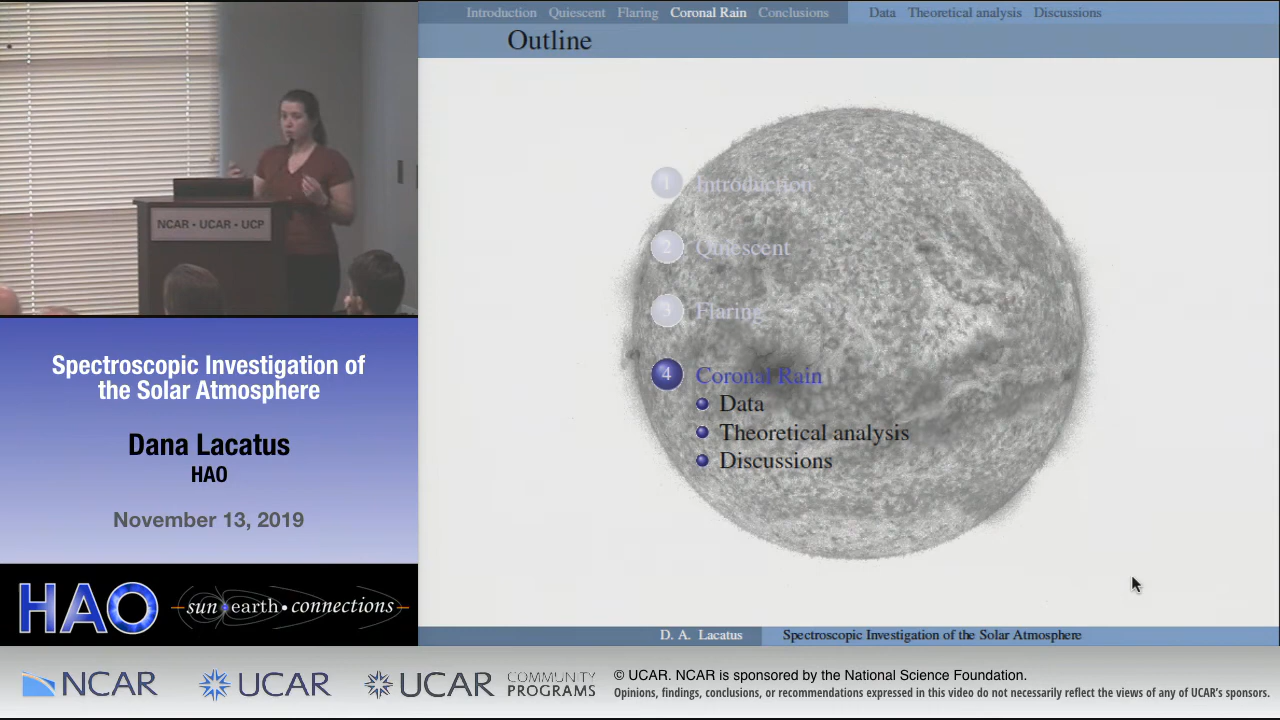 Introduction Quiescent Flaring Coronal Rain Conclusions Data Theoretical analysis Discussions
Outline
1 Introduction
2 Quiescent
3 Flaring
4 Coronal Rain
Data
Theoretical analysis
Discussions
D. A. Lacatus Spectroscopic Investigation of the Solar Atmosphere
NCAR • UCAR • UCP
Spectroscopic Investigation of
the Solar Atmosphere
Dana Lacatus
HAO
November 13, 2019
HAO sun•earth•connections
NCAR UCAR UCAR COMMUNITY PROGRAMS
© UCAR. NCAR is sponsored by the National Science Foundation.
Opinions, findings, conclusions, or recommendations expressed in this video do not necessarily reflect the views of any of UCAR's sponsors.